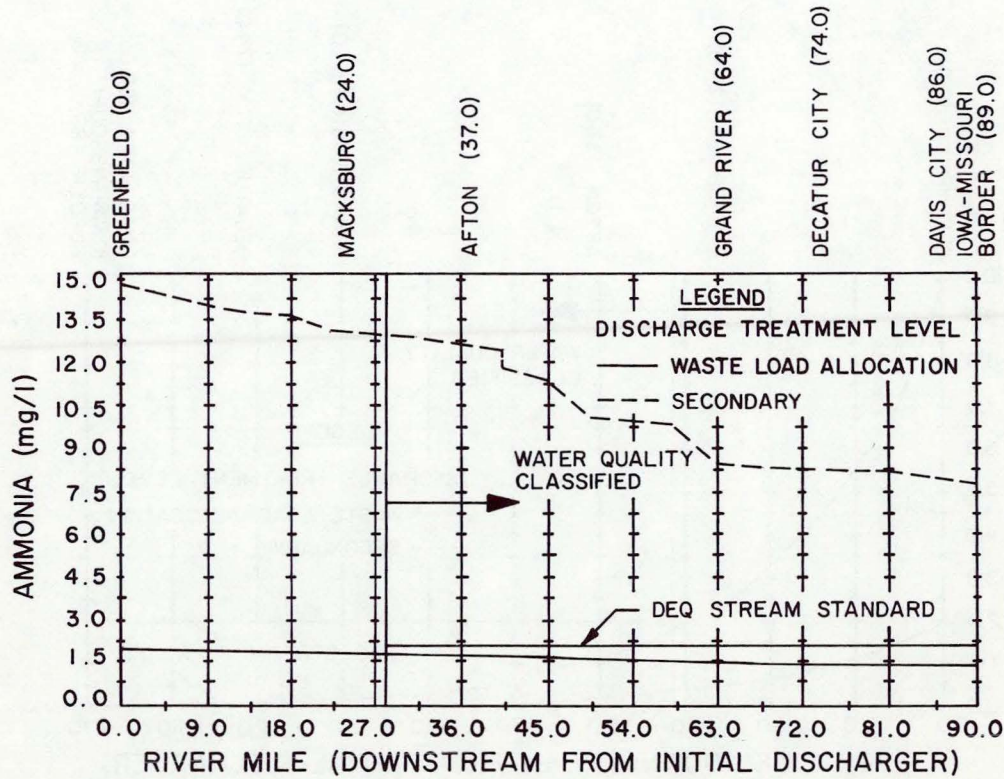 GREENFIELD (0.0)
MACKSBURG (24.0)
AFTON (37.0)
GRAND RIVER (64.0)
DECATUR CITY (74.0)
DAVIS CITY (86.0)
IOWA-MISSOURI
BORDER (89.0)
AMMONIA (mg/l)
15.0
13.5
12.0
10.5
9.0
7.5
6.0
4.5
3.0
1.5
0.0
LEGEND
DISCHARGE TREATMENT LEVEL
WASTE LOAD ALLOCATION
SECONDARY
WATER QUALITY
CLASSIFIED
DEQ STREAM STANDARD
0.0 9.0 18.0 27.0 36.0 45.0 54.0 63.0 72.0 81.0 90.0
RIVER MILE (DOWNSTREAM FROM INITIAL DISCHARGER)